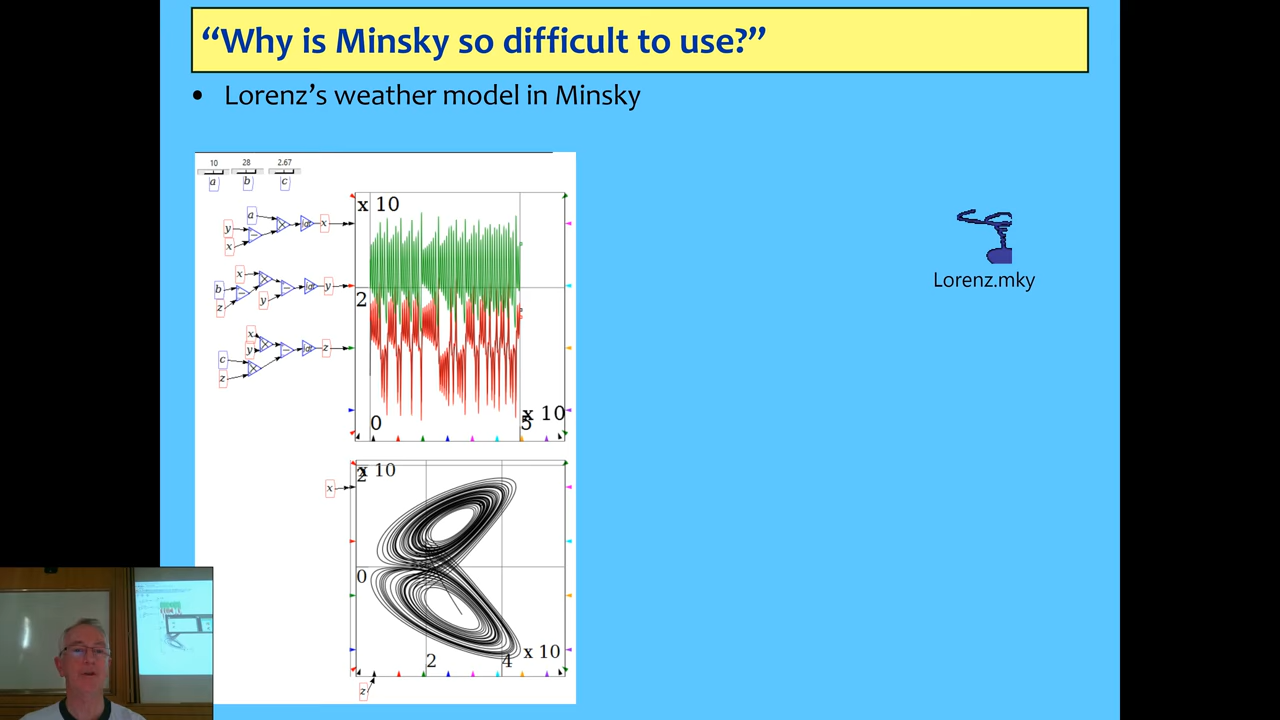 “Why is Minsky so difficult to use?”
• Lorenz’s weather model in Minsky
10 28 2.67
a b c
a
y
x
x
x 10
2
x
b
z
y
y
x
y
c
z
z
0
5
x 10
Lorenz.mky
x
2
x 10
0
2
4
x 10
z